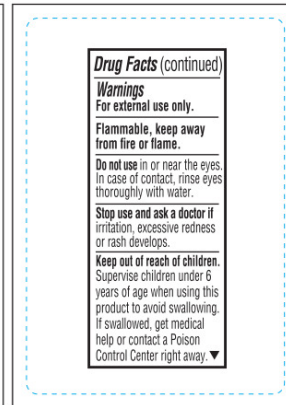 Drug Facts (continued)
Warnings
For external use only.
Flammable, keep away
from fire or flame.
Do not use in or near the eyes.
In case of contact, rinse eyes
thoroughly with water.
Stop use and ask a doctor if
irritation, excessive redness
or rash develops.
Keep out of reach of children.
Supervise children under 6
years of age when using this
product to avoid swallowing.
If swallowed, get medical
help or contact a Poison
Control Center right away.▼